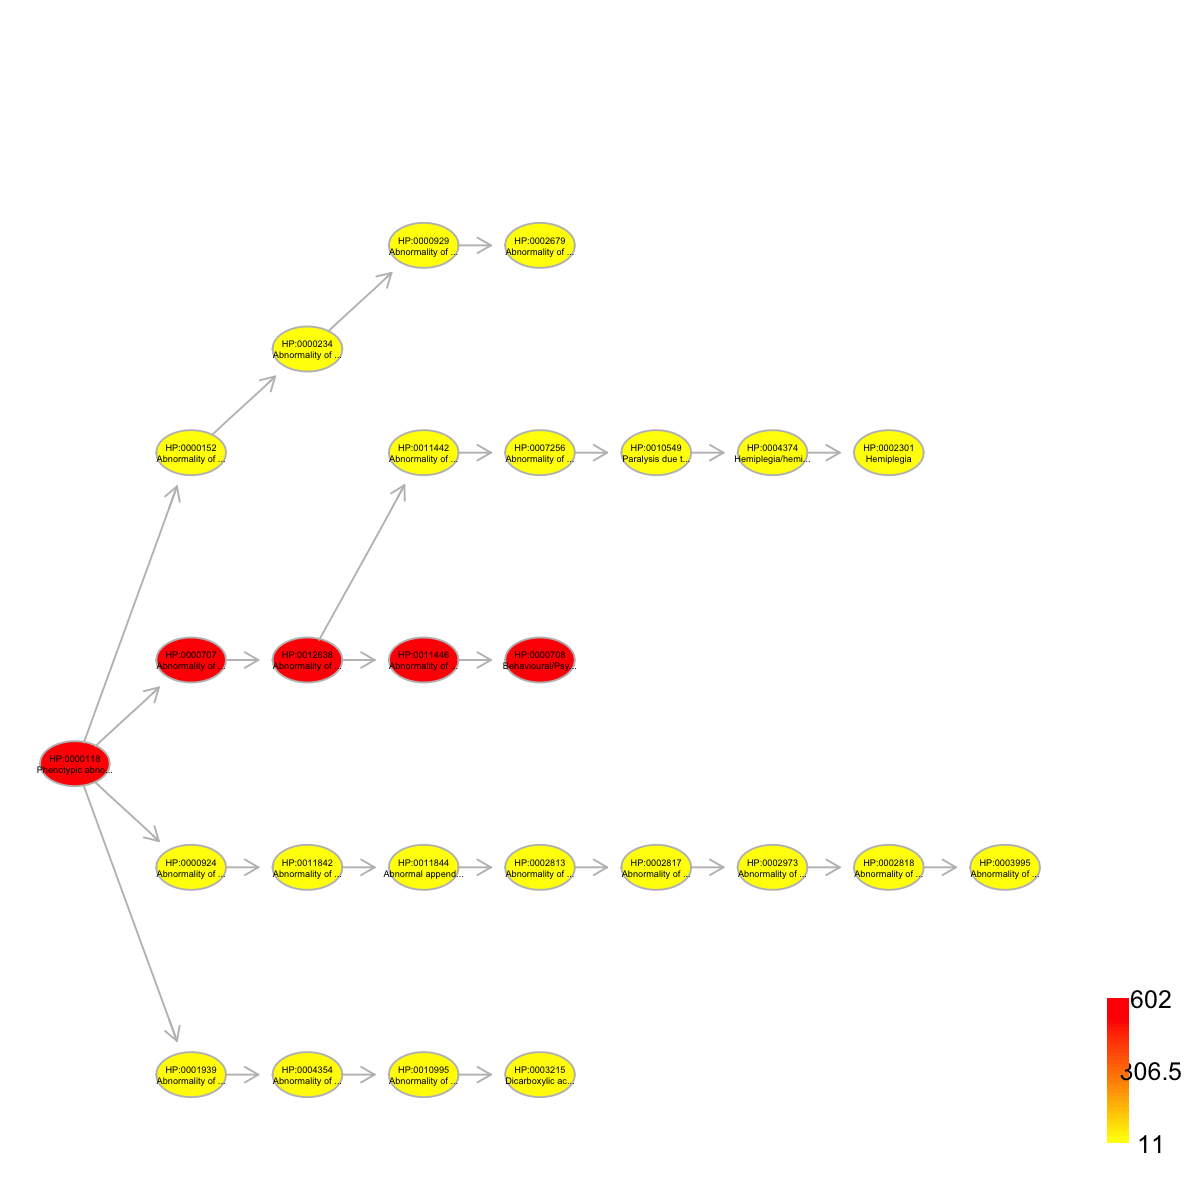 HP:0000929
Abnormality of ...
HP:0002679
Abnormality of ...
HP:0000234
Abnormality of ...
HP:0000152
Abnormality of ...
HP:0011442
Abnormality of ...
HP:0007256
Abnormality of ...
HP:0010549
Paralysis due t...
HP:0004374
Hemiplegia/hemi...
HP:0002301
Hemiplegia
HP:0000707
Abnormality of ...
HP:0012638
Abnormality of ...
HP:0011446
Abnormality of ...
HP:0000708
Behavioural/Psy...
HP:0000118
Phenotypic abno...
HP:0000924
Abnormality of ...
HP:0011842
Abnormality of ...
HP:0011844
Abnormal append...
HP:0002813
Abnormality of ...
HP:0002817
Abnormality of ...
HP:0002973
Abnormality of ...
HP:0002818
Abnormality of ...
HP:0003995
Abnormality of ...
HP:0001939
Abnormality of ...
HP:0004354
Abnormality of ...
HP:0010995
Abnormality of ...
HP:0003215
Dicarboxylic ac...
602
306.5
11